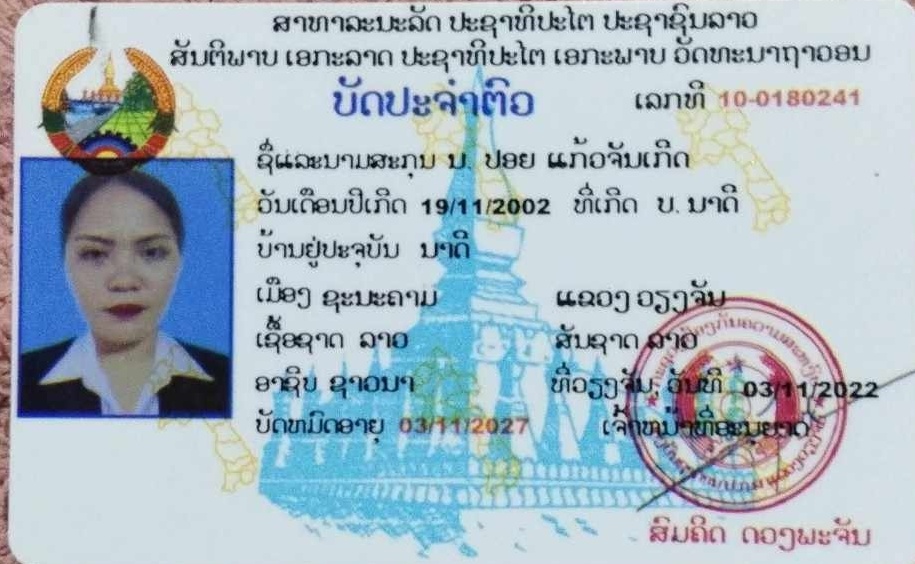 ສາທາລະນະລັດ ປະຊາທິປະໄຕ ປະຊາຊົນລາວ
ສັນຕິພາບ ເອກະລາດ ປະຊາທິປະໄຕ ເອກະພາບ ວັດທະນາຖາວອນ
ບັດປະຈຳຕົວ ເລກທີ 10-0180241
ຊື່ແລະນາມສະກຸນ ນ. ປອຍ ແກ້ວຈັນເກີດ
ວັນເດືອນປີເກີດ 19/11/2002 ທີ່ເກີດ ບ. ນາດີ
ບ້ານຢູ່ປະຈຸບັນ ນາດີ
ເມືອງ ຊະນະຄາມ ແຂວງ ວຽງຈັນ
ເຊື້ອຊາດ ລາວ ສັນຊາດ ລາວ
ອາຊີບ ຊາວນາ ທີ່ວຽງຈັນ ວັນທີ 03/11/2022
ບັດຫມົດອາຍຸ 03/11/2027 ເຈົ້າຫນ້າທີ່ອະນຸຍາດ
ສົມຄິດ ດວງພະຈັນ